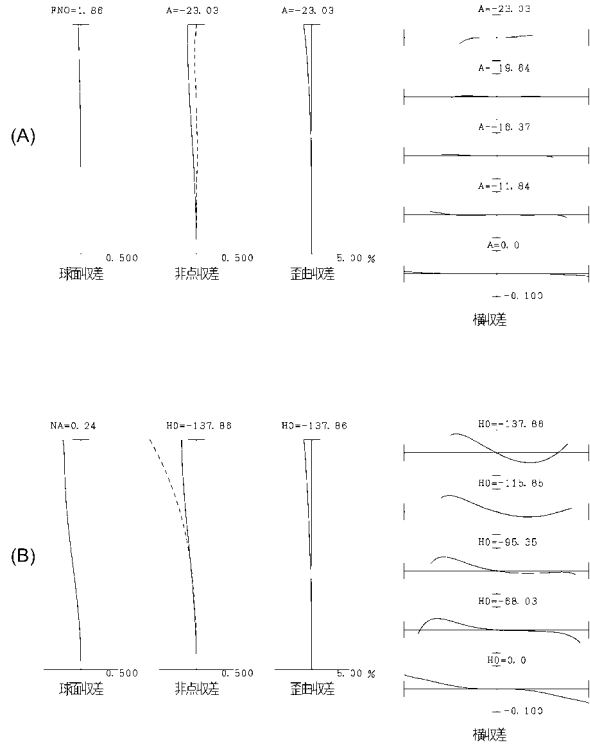 (A)
FNO=1.86
A=-23.03
A=-23.03
0.500
0.500
5.00 %
球面収差
非点収差
歪曲収差
A=-23.03
A=-19.64
A=-16.37
A=-11.84
A=0.0
-0.100
横収差
(B)
NA=0.24
H0=-137.86
H0=-137.86
0.500
0.500
5.00 %
球面収差
非点収差
歪曲収差
H0=-137.86
H0=-115.85
H0=-95.35
H0=-68.03
H0=0.0
-0.100
横収差